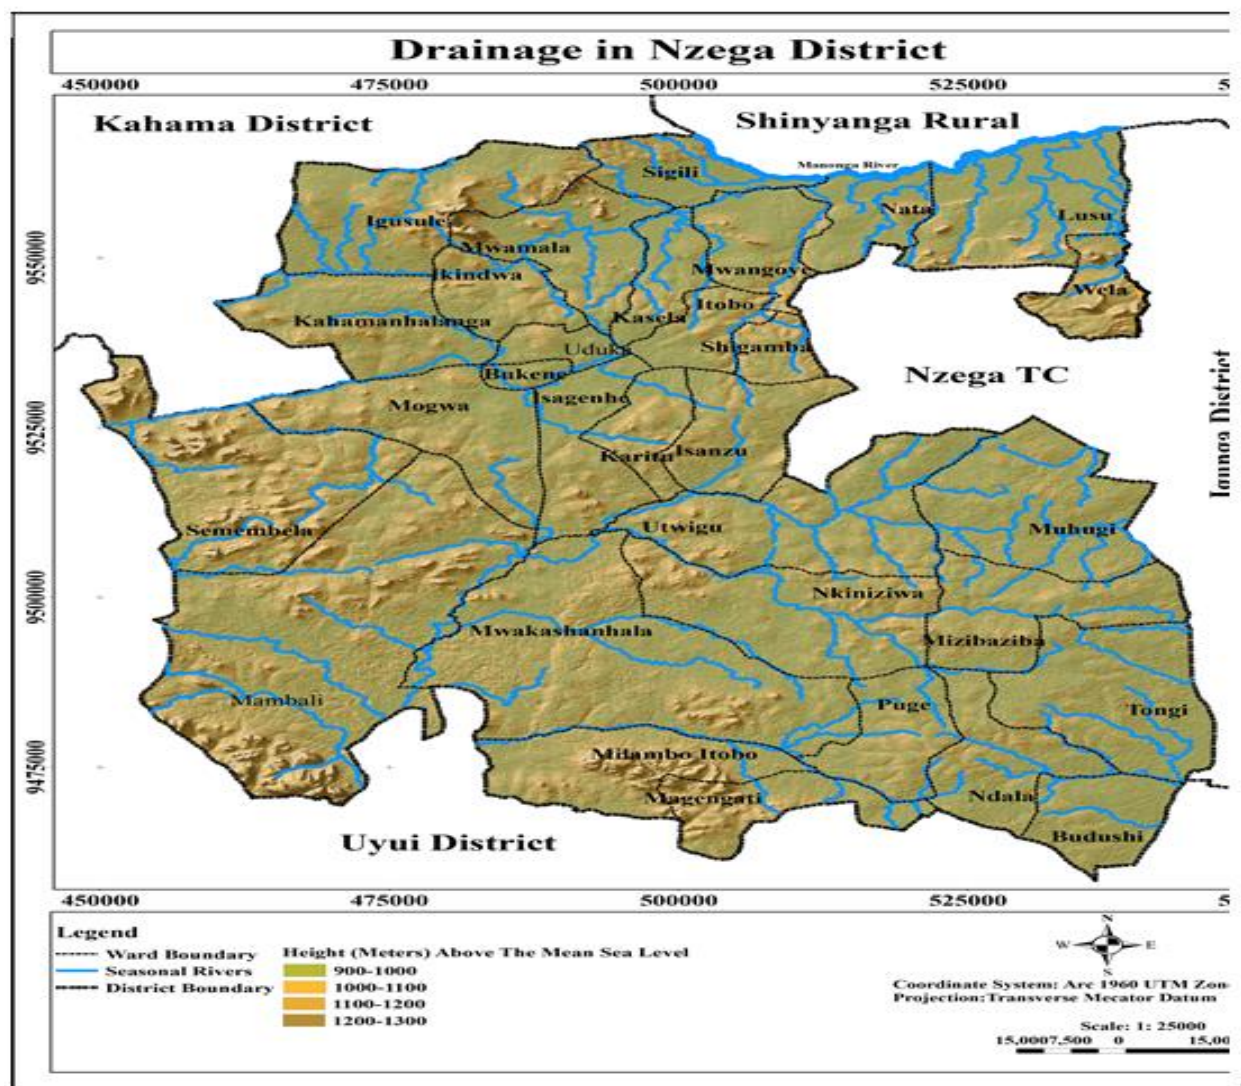 Drainage in Nzega District
450000 475000 500000 525000 5
Kahama District
Shinyanga Rural
Manonga River
Sigili
Igusule
Nata
Lusu
Mwamala
9550000
Ikindwa
Mwangoye
Wela
Itobo
Kahamanhalanga
Kasela
Uduka
Shigamba
Bukene
Nzega TC
Isagenhe
Mogwa
9525000
District
Karitu
Isanzu
Semembela
Utwigu
Muhugi
9500000
Nkiniziwa
Mwakashanhala
Mizibaziba
Mambali
Puge
Tongi
9475000
Milambo Itobo
Magengati
Ndala
Budushi
Uyui District
450000 475000 500000 525000 5
Legend
Ward Boundary
Seasonal Rivers
District Boundary
Height (Meters) Above The Mean Sea Level
900-1000
1000-1100
1100-1200
1200-1300
N
W E
S
Coordinate System: Arc 1960 UTM Zon
Projection:Transverse Mecator Datum
Scale: 1: 25000
15,0007,500 0 15,00